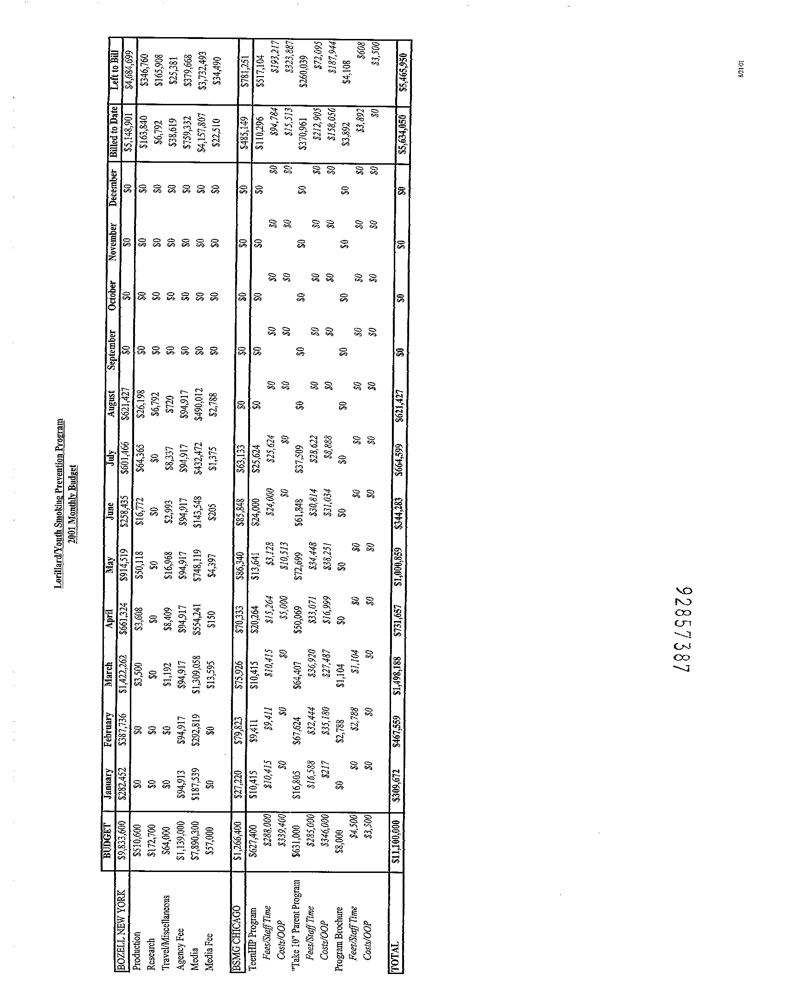 Lorillard/Youth Smoking Prevention Program
2001 Monthly Budget
BUDGET January February March April May June July August September October November December Billed to Date Left to Bill
BOZELL NEW YORK $9,833,600 $282,452 $387,736 $1,422,262 $661,324 $914,519 $258,435 $601,466 $621,427 $0 $0 $0 $0 $5,148,901 $4,684,699
Production $510,600 $0 $0 $3,500 $3,608 $50,118 $16,772 $64,365 $26,198 $0 $0 $0 $0 $163,840 $346,760
Research $172,700 $0 $0 $0 $0 $0 $0 $0 $6,792 $0 $0 $0 $0 $6,792 $165,908
Travel/Miscellaneous $64,000 $0 $0 $1,192 $8,409 $16,968 $2,993 $8,337 $720 $0 $0 $0 $0 $38,619 $25,381
Agency Fee $1,139,000 $94,913 $94,917 $94,917 $94,917 $94,917 $94,917 $94,917 $94,917 $0 $0 $0 $0 $759,332 $379,668
Media $7,890,300 $187,539 $292,819 $1,309,058 $554,241 $748,119 $143,548 $432,472 $490,012 $0 $0 $0 $0 $4,157,807 $3,732,493
Media Fee $57,000 $0 $0 $13,595 $150 $4,397 $205 $1,375 $2,788 $0 $0 $0 $0 $22,510 $34,490
BSMG CHICAGO $1,266,400 $27,220 $79,823 $75,926 $70,333 $86,340 $85,848 $63,133 $0 $0 $0 $0 $0 $485,149 $781,251
TeenHIP Program $627,400 $10,415 $9,411 $10,415 $20,264 $13,641 $24,000 $25,624 $0 $0 $0 $0 $0 $110,296 $517,104
Fees/Staff Time $288,000 $10,415 $9,411 $10,415 $15,264 $3,128 $24,000 $25,624 $0 $0 $0 $0 $0 $94,784 $193,217
Costs/OOP $339,400 $0 $0 $0 $5,000 $10,513 $0 $0 $0 $0 $0 $0 $0 $15,513 $323,887
"Take 10" Parent Program $631,000 $16,805 $67,624 $64,407 $50,069 $72,699 $61,848 $37,509 $0 $0 $0 $0 $0 $370,961 $260,039
Fees/Staff Time $285,000 $16,588 $32,444 $36,920 $33,071 $34,448 $30,814 $28,622 $0 $0 $0 $0 $0 $212,905 $72,095
Costs/OOP $346,000 $217 $35,180 $27,487 $16,999 $38,251 $31,034 $8,888 $0 $0 $0 $0 $0 $158,056 $187,944
Program Brochure $8,000 $0 $2,788 $1,104 $0 $0 $0 $0 $0 $0 $0 $0 $0 $3,892 $4,108
Fees/Staff Time $4,500 $0 $2,788 $1,104 $0 $0 $0 $0 $0 $0 $0 $0 $0 $3,892 $608
Costs/OOP $3,500 $0 $0 $0 $0 $0 $0 $0 $0 $0 $0 $0 $0 $0 $3,500
TOTAL $11,100,000 $309,672 $467,559 $1,498,188 $731,657 $1,000,859 $344,283 $664,599 $621,427 $0 $0 $0 $0 $5,634,050 $5,465,950
92857387